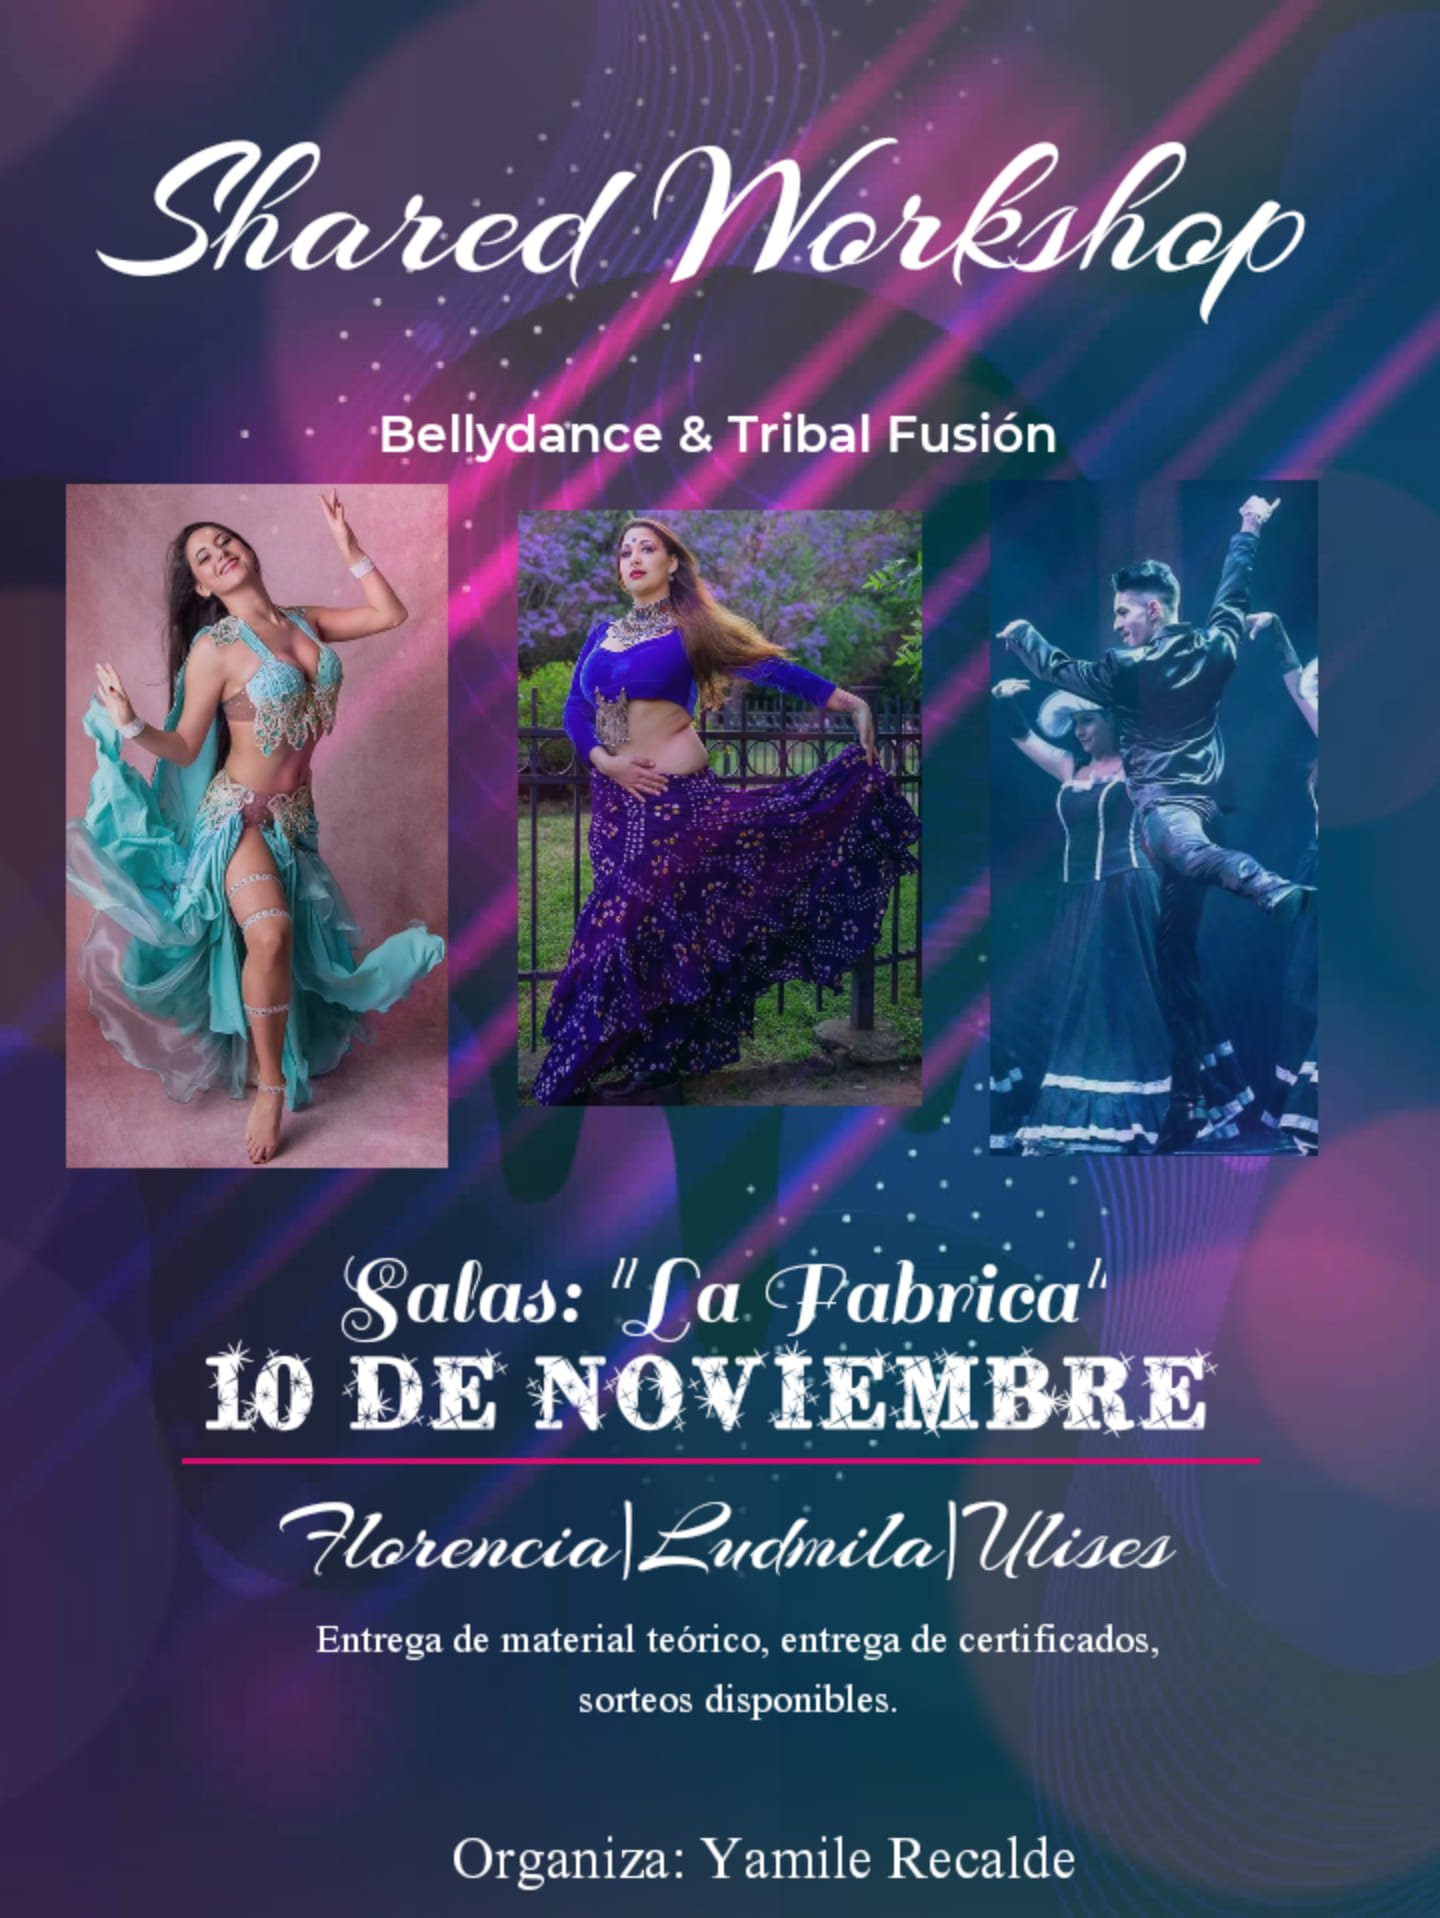 Shared Workshop
Bellydance & Tribal Fusión
Salas: "La Fabrica"
10 DE NOVIEMBRE
Florencia|Ludmila|Ulises
Entrega de material teórico, entrega de certificados,
sorteos disponibles.
Organiza: Yamile Recalde